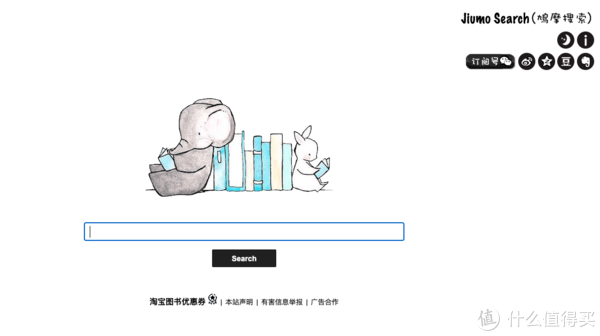 Jiumo Search(鸠摩搜索)
订阅号
Search
淘宝图书优惠券 | 本站声明 | 有害信息举报 | 广告合作
值 什么值得买